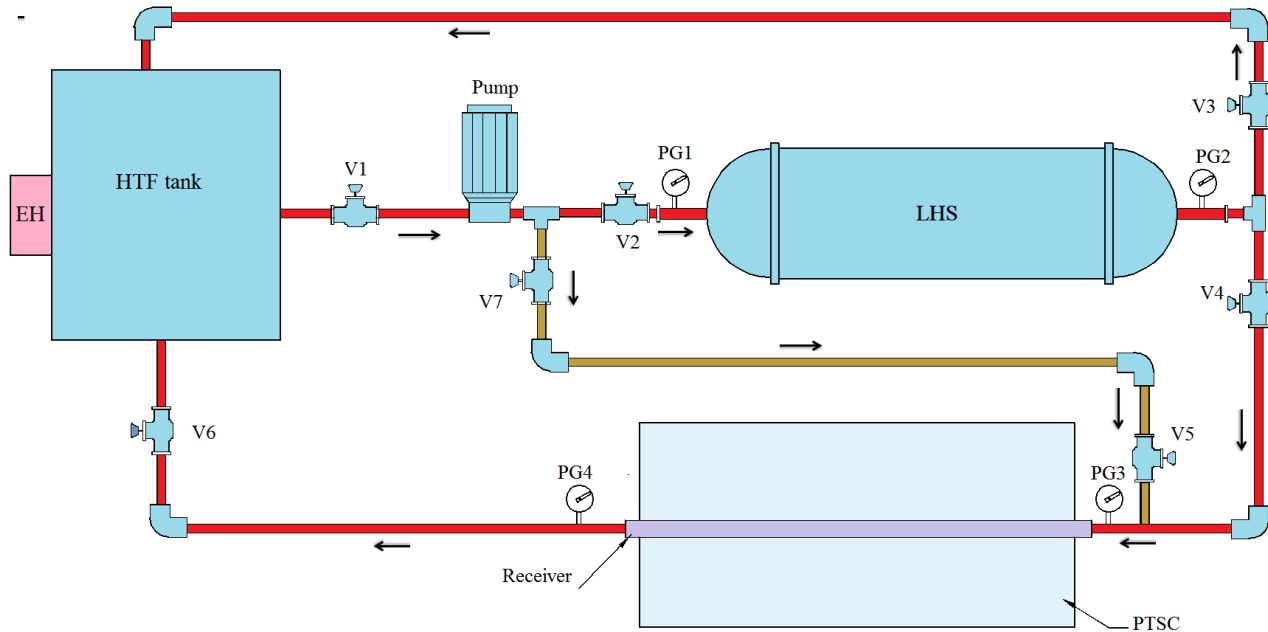 Pump
V3
PG1
PG2
V1
HTF tank
EH
LHS
V2
V7
V4
V6
V5
PG4
PG3
Receiver
PTSC